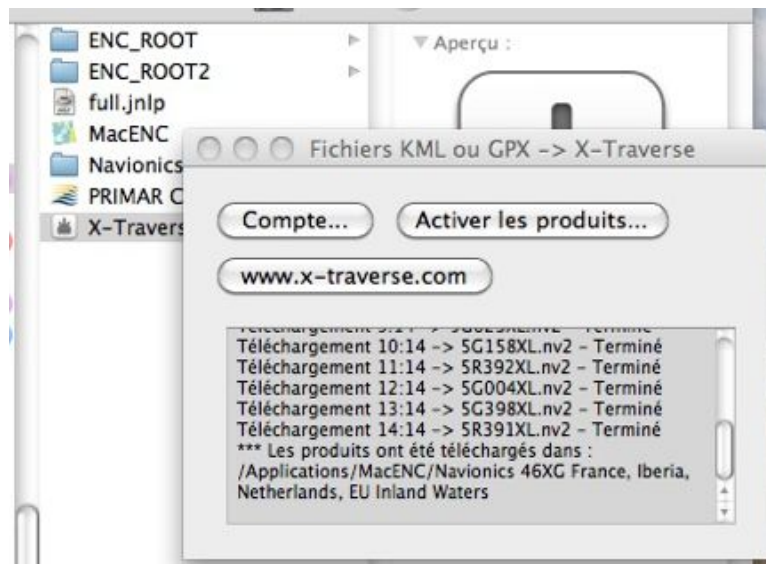 ENC_ROOT
ENC_ROOT2
full.jnlp
MacENC
Navionics
PRIMAR C
X-Travers
Aperçu :
Fichiers KML ou GPX -> X-Traverse
Compte...
Activer les produits...
www.x-traverse.com
Téléchargement 10:14 -> 5G158XL.nv2 – Terminé
Téléchargement 11:14 -> 5R392XL.nv2 – Terminé
Téléchargement 12:14 -> 5G004XL.nv2 – Terminé
Téléchargement 13:14 -> 5G398XL.nv2 – Terminé
Téléchargement 14:14 -> 5R391XL.nv2 – Terminé
*** Les produits ont été téléchargés dans :
/Applications/MacENC/Navionics 46XG France, Iberia,
Netherlands, EU Inland Waters